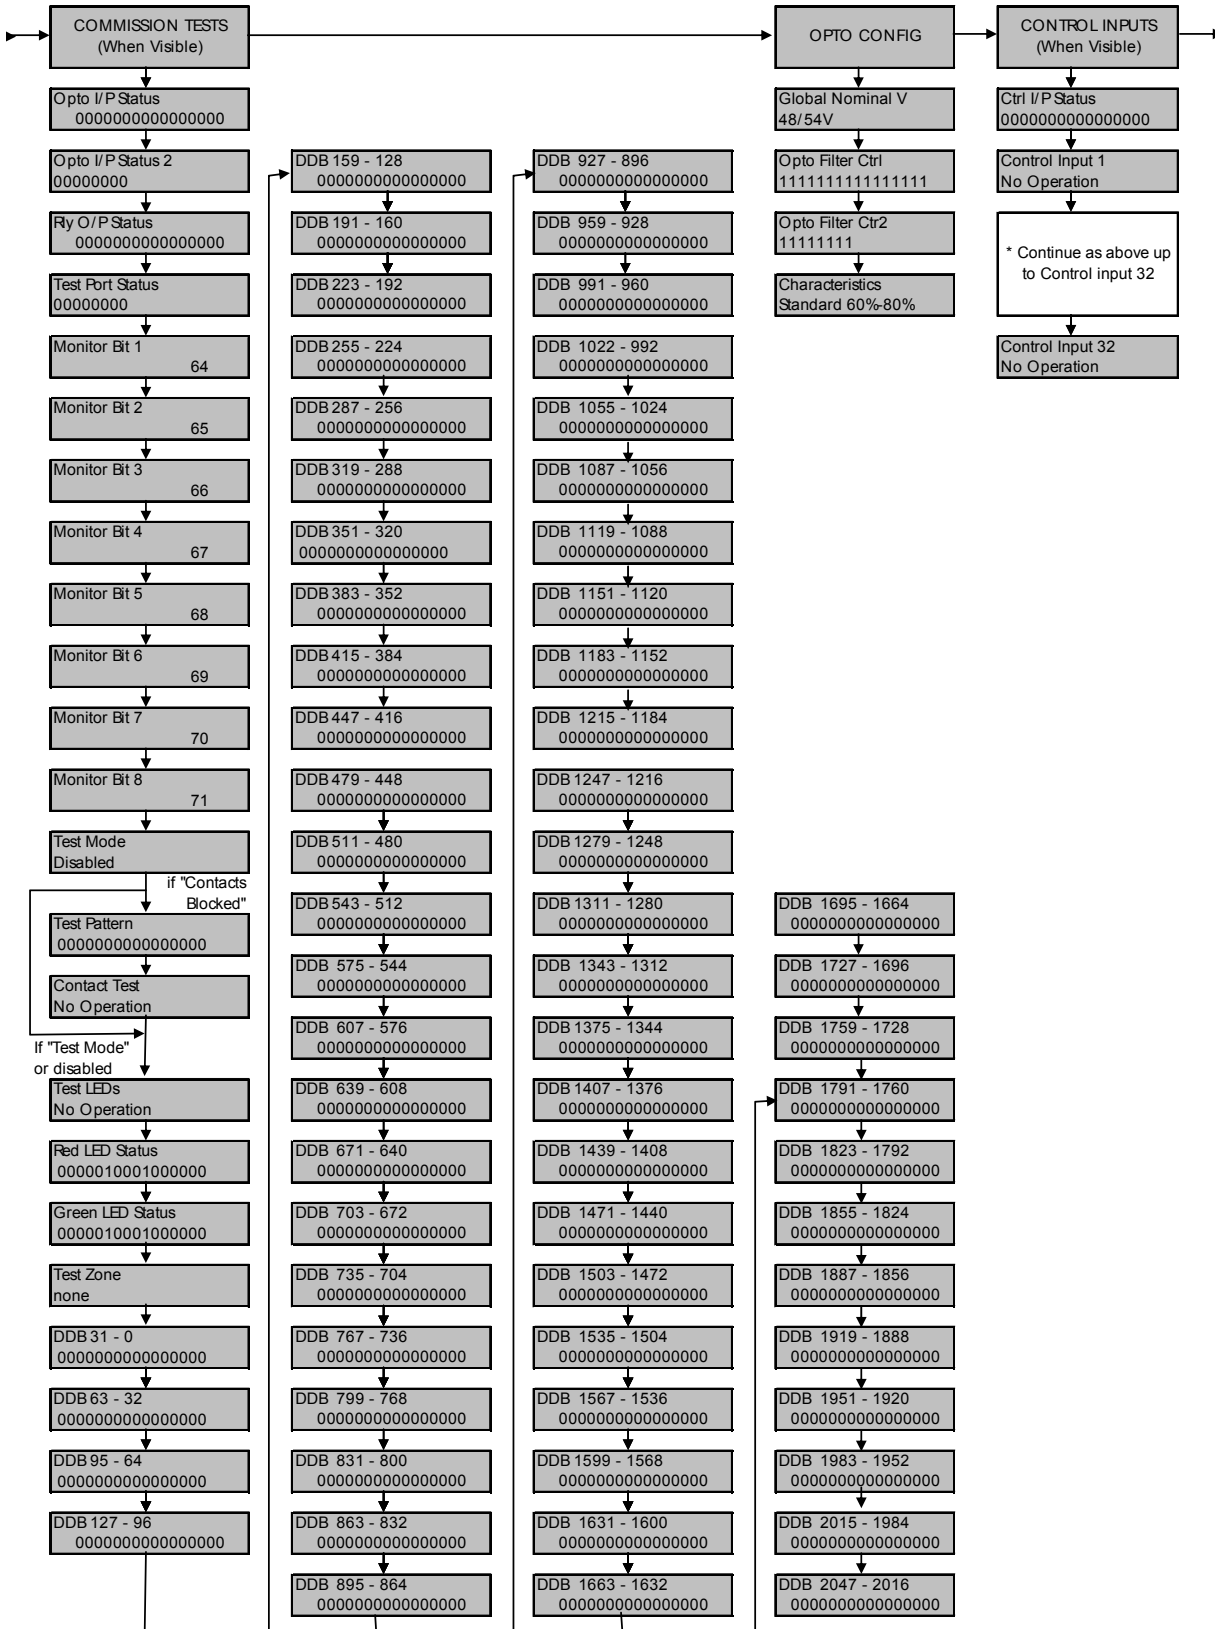 COMMISSION TESTS
(When Visible)
Opto I/P Status
0000000000000000
Opto I/P Status 2
00000000
Rly O/P Status
0000000000000000
Test Port Status
00000000
Monitor Bit 1
64
Monitor Bit 2
65
Monitor Bit 3
66
Monitor Bit 4
67
Monitor Bit 5
68
Monitor Bit 6
69
Monitor Bit 7
70
Monitor Bit 8
71
Test Mode
Disabled
if "Contacts
Blocked"
Test Pattern
0000000000000000
Contact Test
No Operation
If "Test Mode"
or disabled
Test LEDs
No Operation
Red LED Status
0000010001000000
Green LED Status
0000010001000000
Test Zone
none
DDB 31 - 0
0000000000000000
DDB 63 - 32
0000000000000000
DDB 95 - 64
0000000000000000
DDB 127 - 96
0000000000000000
DDB 159 - 128
0000000000000000
DDB 191 - 160
0000000000000000
DDB 223 - 192
0000000000000000
DDB 255 - 224
0000000000000000
DDB 287 - 256
0000000000000000
DDB 319 - 288
0000000000000000
DDB 351 - 320
0000000000000000
DDB 383 - 352
0000000000000000
DDB 415 - 384
0000000000000000
DDB 447 - 416
0000000000000000
DDB 479 - 448
0000000000000000
DDB 511 - 480
0000000000000000
DDB 543 - 512
0000000000000000
DDB 575 - 544
0000000000000000
DDB 607 - 576
0000000000000000
DDB 639 - 608
0000000000000000
DDB 671 - 640
0000000000000000
DDB 703 - 672
0000000000000000
DDB 735 - 704
0000000000000000
DDB 767 - 736
0000000000000000
DDB 799 - 768
0000000000000000
DDB 831 - 800
0000000000000000
DDB 863 - 832
0000000000000000
DDB 895 - 864
0000000000000000
DDB 927 - 896
0000000000000000
DDB 959 - 928
0000000000000000
DDB 991 - 960
0000000000000000
DDB 1022 - 992
0000000000000000
DDB 1055 - 1024
0000000000000000
DDB 1087 - 1056
0000000000000000
DDB 1119 - 1088
0000000000000000
DDB 1151 - 1120
0000000000000000
DDB 1183 - 1152
0000000000000000
DDB 1215 - 1184
0000000000000000
DDB 1247 - 1216
0000000000000000
DDB 1279 - 1248
0000000000000000
DDB 1311 - 1280
0000000000000000
DDB 1343 - 1312
0000000000000000
DDB 1375 - 1344
0000000000000000
DDB 1407 - 1376
0000000000000000
DDB 1439 - 1408
0000000000000000
DDB 1471 - 1440
0000000000000000
DDB 1503 - 1472
0000000000000000
DDB 1535 - 1504
0000000000000000
DDB 1567 - 1536
0000000000000000
DDB 1599 - 1568
0000000000000000
DDB 1631 - 1600
0000000000000000
DDB 1663 - 1632
0000000000000000
OPTO CONFIG
Global Nominal V
48/54V
Opto Filter Ctrl
1111111111111111
Opto Filter Ctr2
11111111
Characteristics
Standard 60%-80%
DDB 1695 - 1664
0000000000000000
DDB 1727 - 1696
0000000000000000
DDB 1759 - 1728
0000000000000000
DDB 1791 - 1760
0000000000000000
DDB 1823 - 1792
0000000000000000
DDB 1855 - 1824
0000000000000000
DDB 1887 - 1856
0000000000000000
DDB 1919 - 1888
0000000000000000
DDB 1951 - 1920
0000000000000000
DDB 1983 - 1952
0000000000000000
DDB 2015 - 1984
0000000000000000
DDB 2047 - 2016
0000000000000000
CONTROL INPUTS
(When Visible)
Ctrl I/P Status
0000000000000000
Control Input 1
No Operation
* Continue as above up
to Control input 32
Control Input 32
No Operation